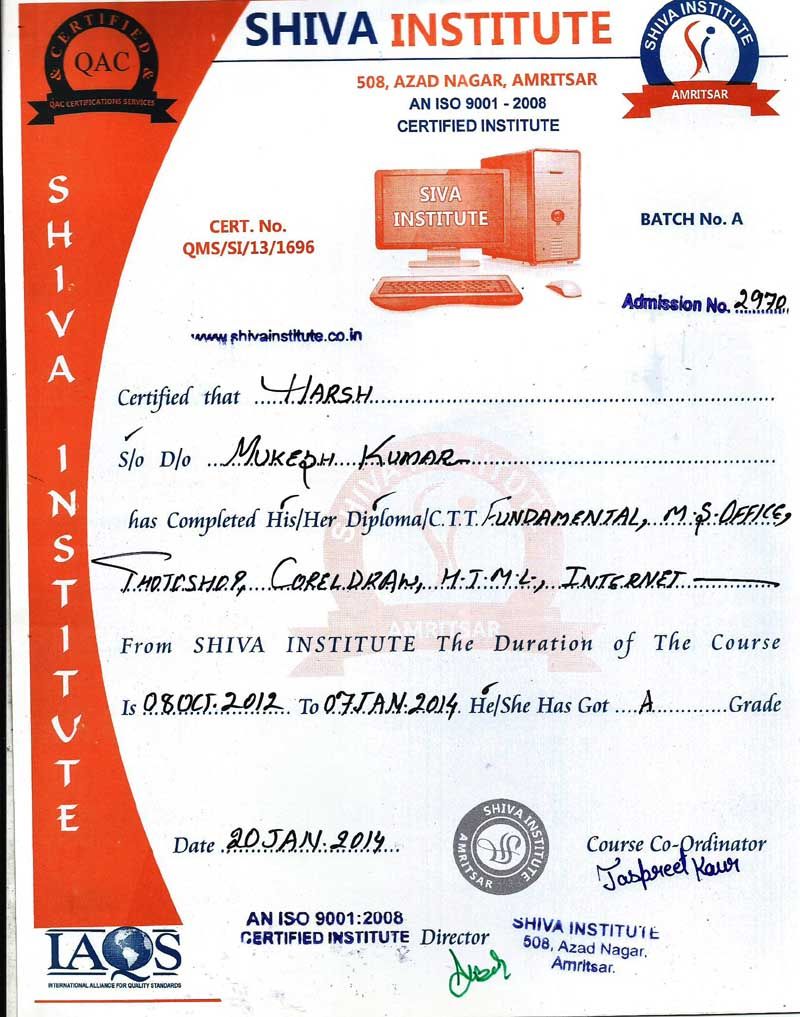 CERTIFIED
QAC
QAC CERTIFICATIONS SERVICES
SHIVA INSTITUTE
SHIVA INSTITUTE
AMRITSAR
508, AZAD NAGAR, AMRITSAR
AN ISO 9001 - 2008
CERTIFIED INSTITUTE
SHIVA INSTITUTE
SIVA
INSTITUTE
CERT. No.
QMS/SI/13/1696
BATCH No. A
Admission No. 2970
www.shivainstitute.co.in
Certified that HARSH
S/o D/o MUKESH KUMAR
has Completed His/Her Diploma/C.T.T. FUNDAMENTAL, M.S. OFFICE,
PHOTOSHOP, CORELDRAW, H.T.M.L., INTERNET
SHIVA INSTITUTE
AMRITSAR
From SHIVA INSTITUTE The Duration of The Course
Is 08 OCT. 2012 To 07 JAN. 2014 He/She Has Got A Grade
Date 20 JAN. 2014
SHIVA INSTITUTE
AMRITSAR
Course Co-Ordinator
Jaspreet Kaur
AN ISO 9001:2008
CERTIFIED INSTITUTE
Director
SHIVA INSTITUTE
508, Azad Nagar,
Amritsar.
IAQS
INTERNATIONAL ALLIANCE FOR QUALITY STANDARDS